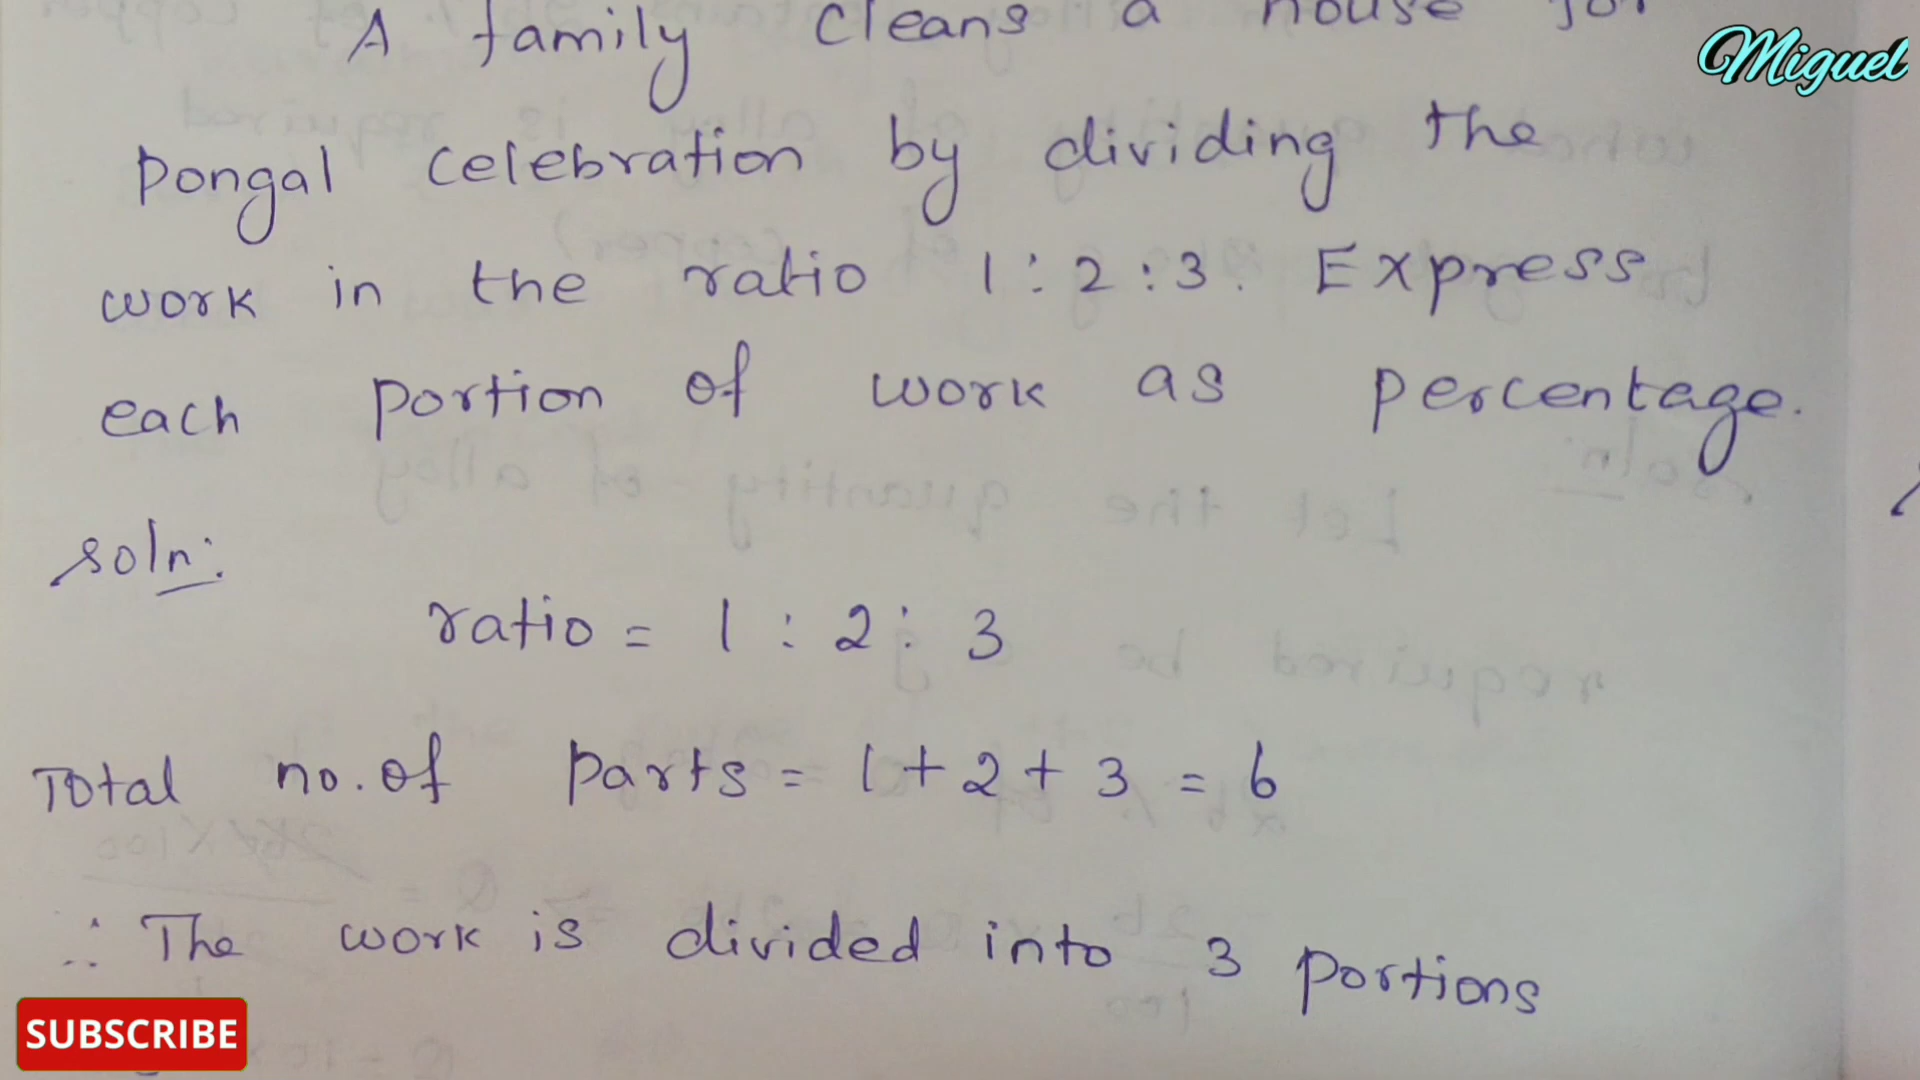 A family cleans a house for
Miguel
pongal celebration by dividing the
work in the ratio 1:2:3. Express
each portion of work as percentage.
soln:
ratio = 1 : 2 : 3
Total no. of parts = 1 + 2 + 3 = 6
∴ The work is divided into 3 portions
SUBSCRIBE